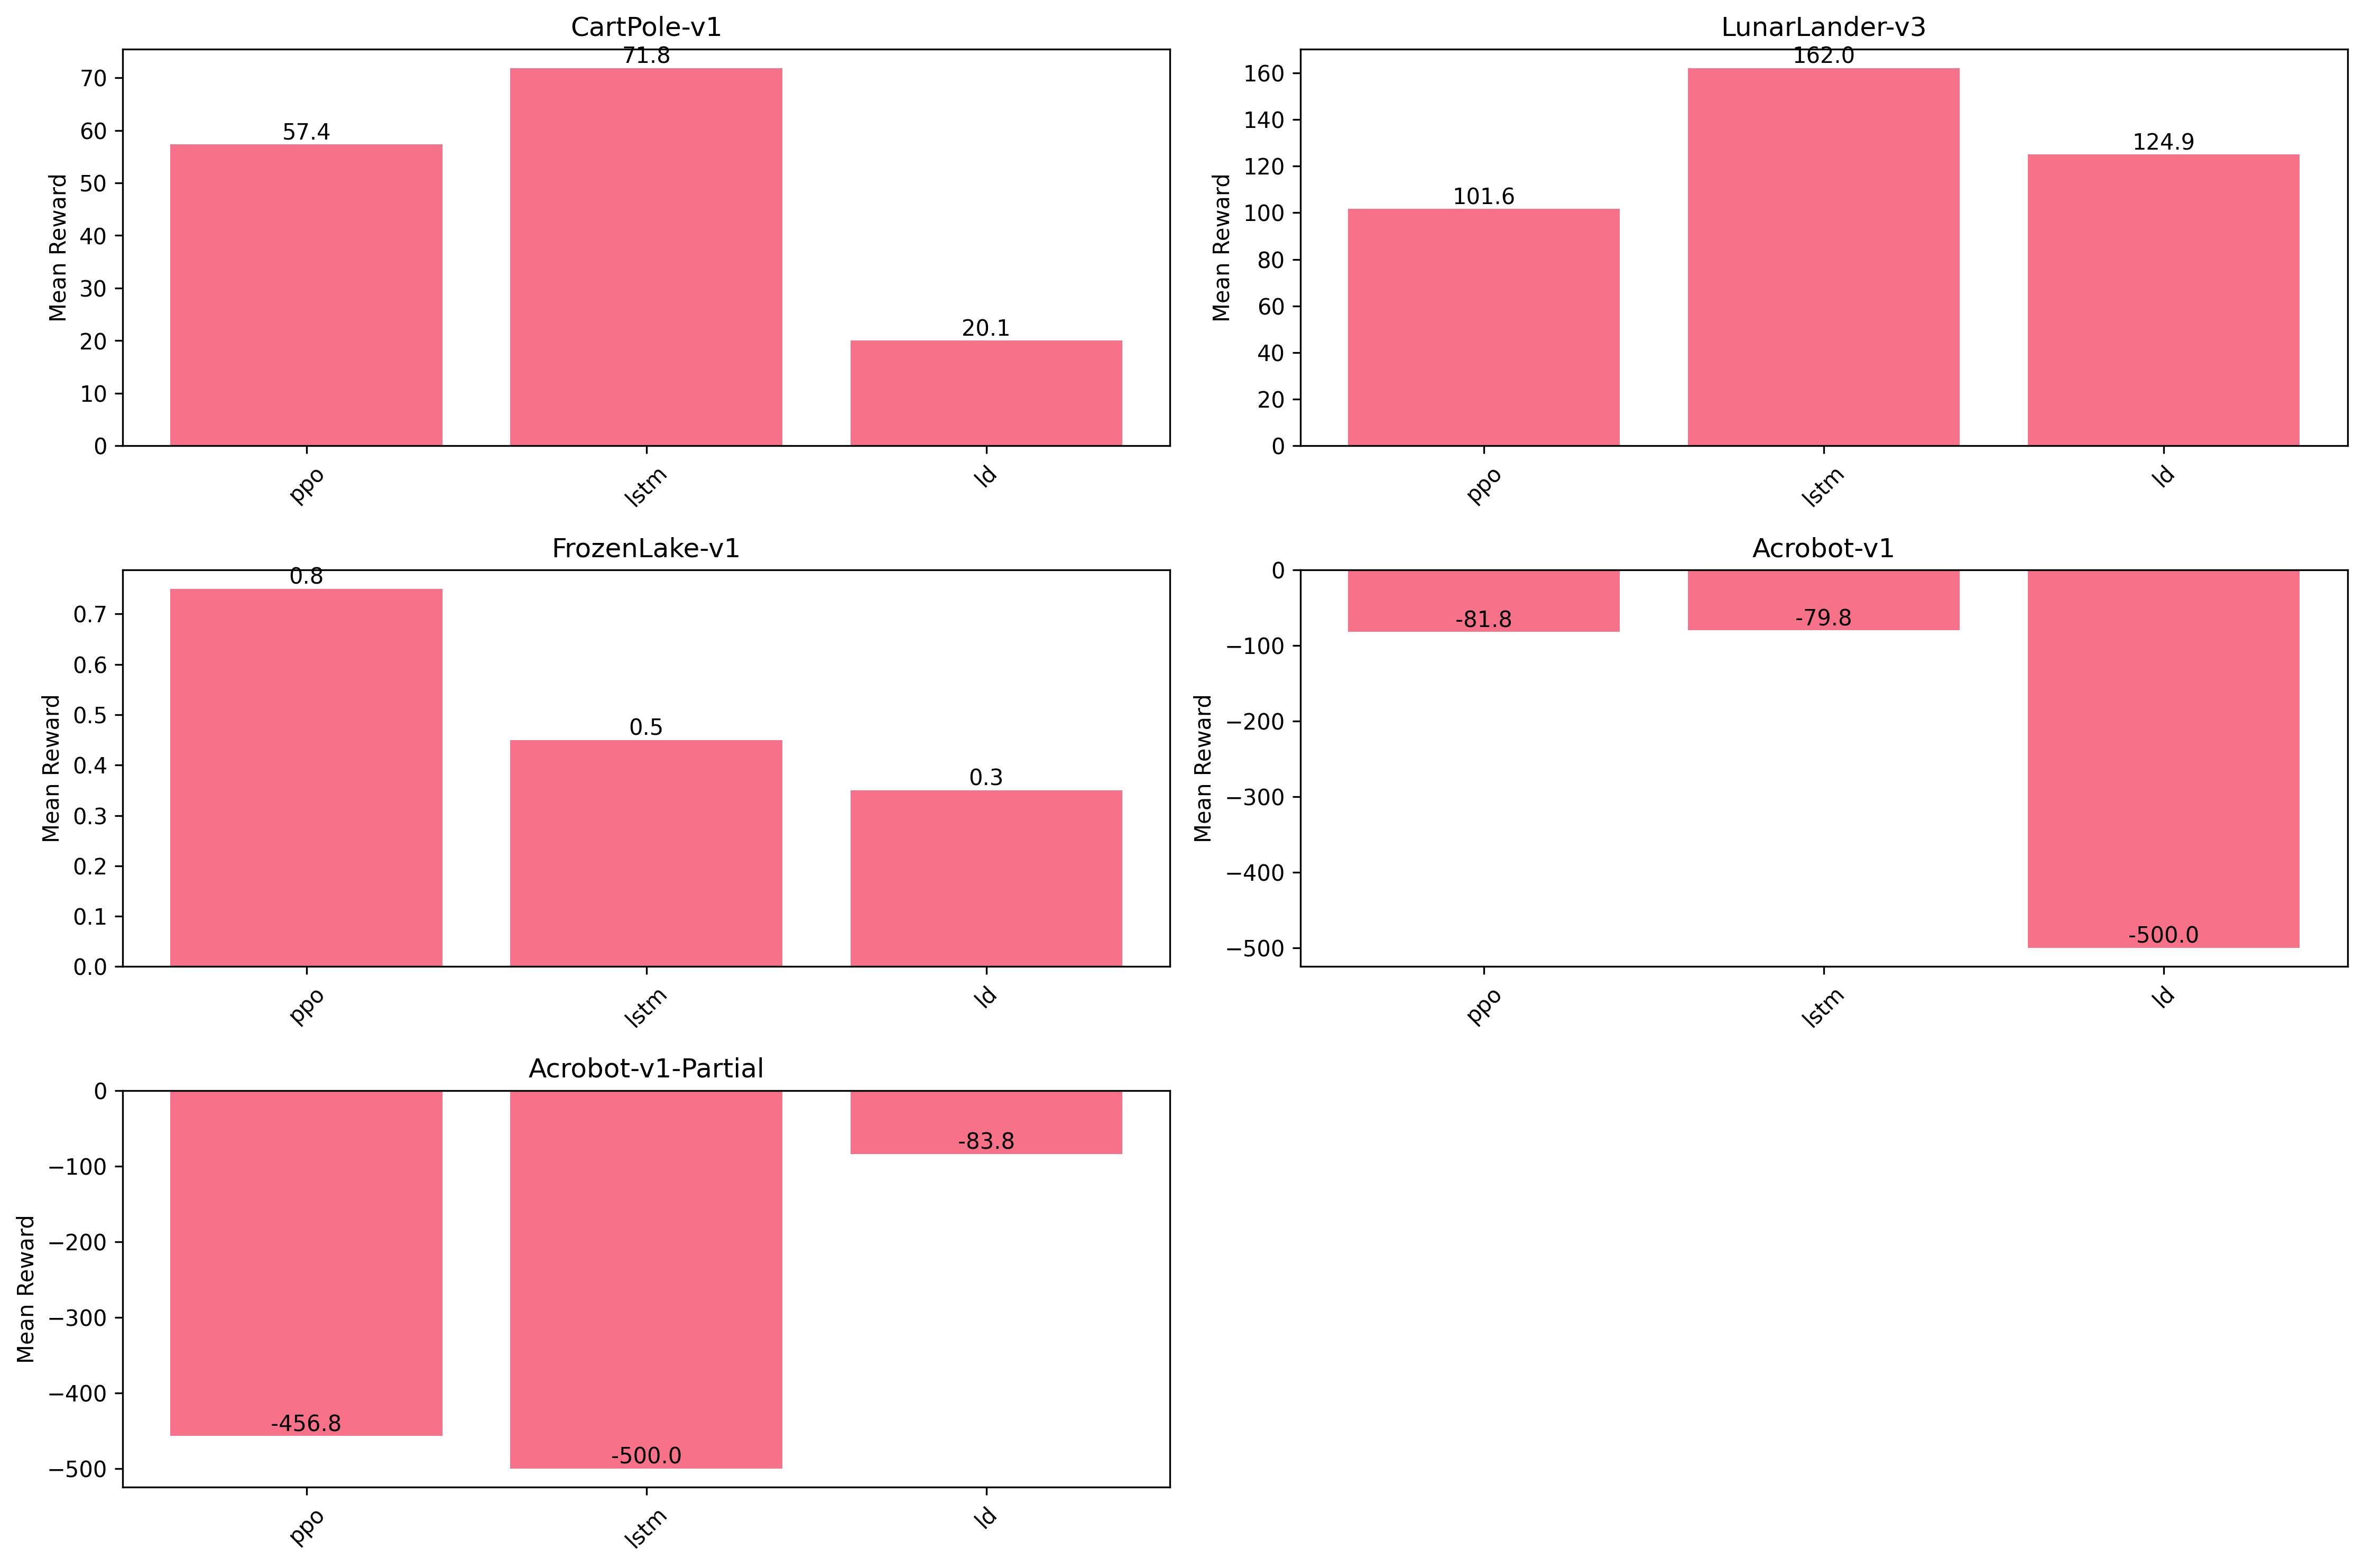 CartPole-v1
Mean Reward
70
60
50
40
30
20
10
0
57.4
71.8
20.1
ppo
lstm
ld
LunarLander-v3
Mean Reward
160
140
120
100
80
60
40
20
0
101.6
162.0
124.9
ppo
lstm
ld
FrozenLake-v1
Mean Reward
0.7
0.6
0.5
0.4
0.3
0.2
0.1
0.0
0.8
0.5
0.3
ppo
lstm
ld
Acrobot-v1
Mean Reward
0
−100
−200
−300
−400
−500
-81.8
-79.8
-500.0
ppo
lstm
ld
Acrobot-v1-Partial
Mean Reward
0
−100
−200
−300
−400
−500
-456.8
-500.0
-83.8
ppo
lstm
ld